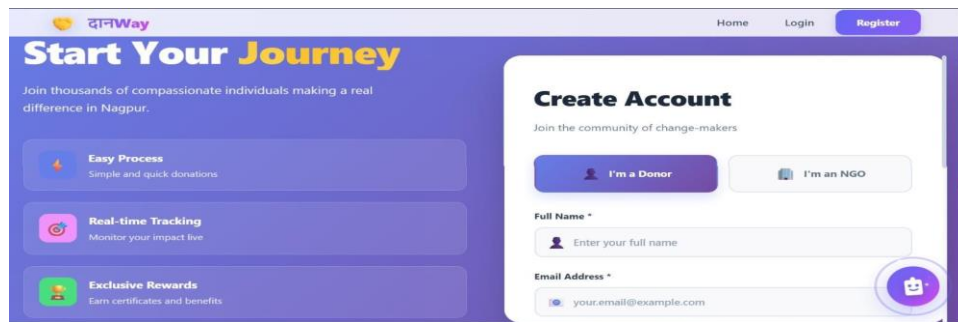 दानWay
Home
Login
Register
Start Your Journey
Join thousands of compassionate individuals making a real
difference in Nagpur.
Easy Process
Simple and quick donations
Real-time Tracking
Monitor your impact live
Exclusive Rewards
Earn certificates and benefits
Create Account
Join the community of change-makers
I'm a Donor
I'm an NGO
Full Name *
Enter your full name
Email Address *
your.email@example.com